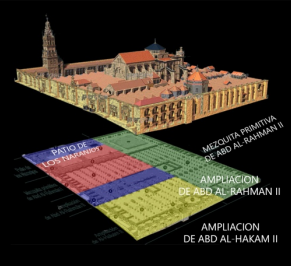 PATIO DE
LOS NARANJOS
MEZQUITA PRIMITIVA
DE ABD AL-RAHMAN II
AMPLIACION
DE ABD AL-RAHMAN II
AMPLIACION
DE ABD AL-HAKAM II